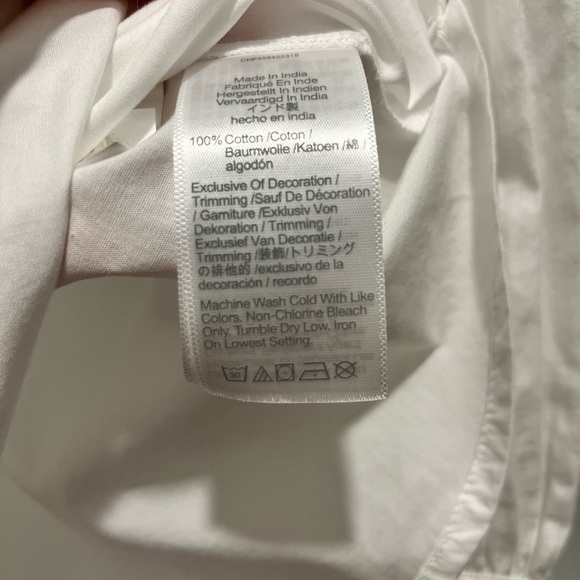 Made In India
Fabriqué En Inde
Hergestellt In Indien
Vervaardigd In India
インド製
hecho en india
100% Cotton /Coton /
Baumwolle /Katoen /綿 /
algodón
Exclusive Of Decoration /
Trimming /Sauf De Décoration
/ Garniture /Exklusiv Von
Dekoration / Trimming /
Exclusief Van Decoratie /
Trimming /装飾/トリミング
の排他的 /exclusivo de la
decoración / recordo
Machine Wash Cold With Like
Colors. Non-Chlorine Bleach
Only. Tumble Dry Low. Iron
On Lowest Setting.
30